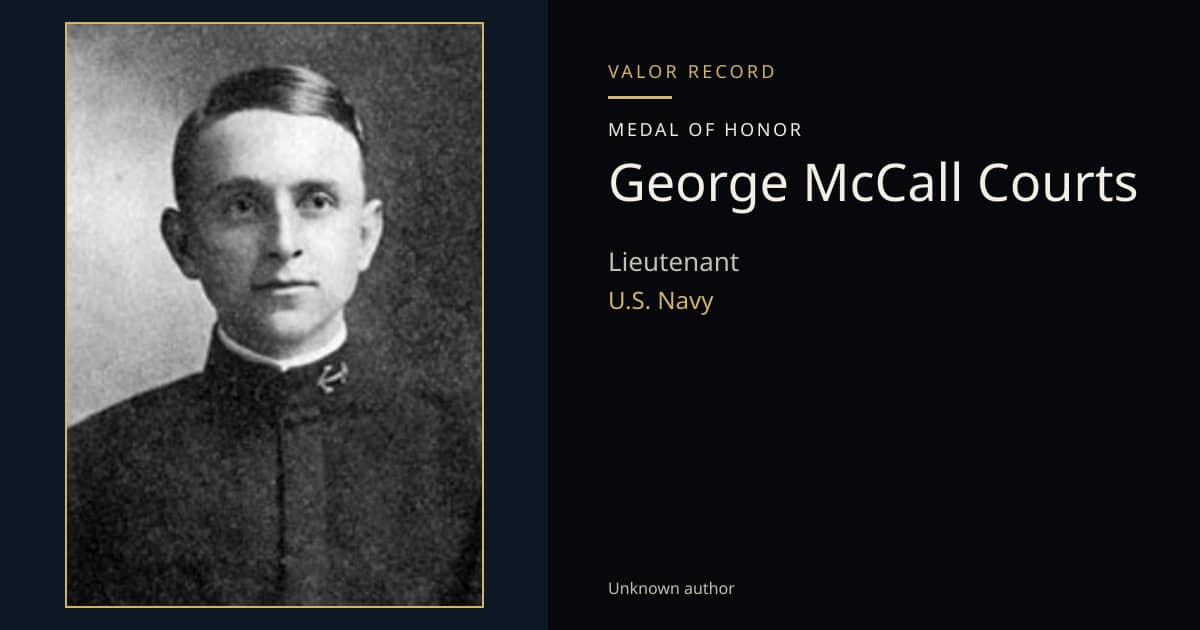 VALOR RECORD
MEDAL OF HONOR
George McCall Courts
Lieutenant
U.S. Navy
Unknown author